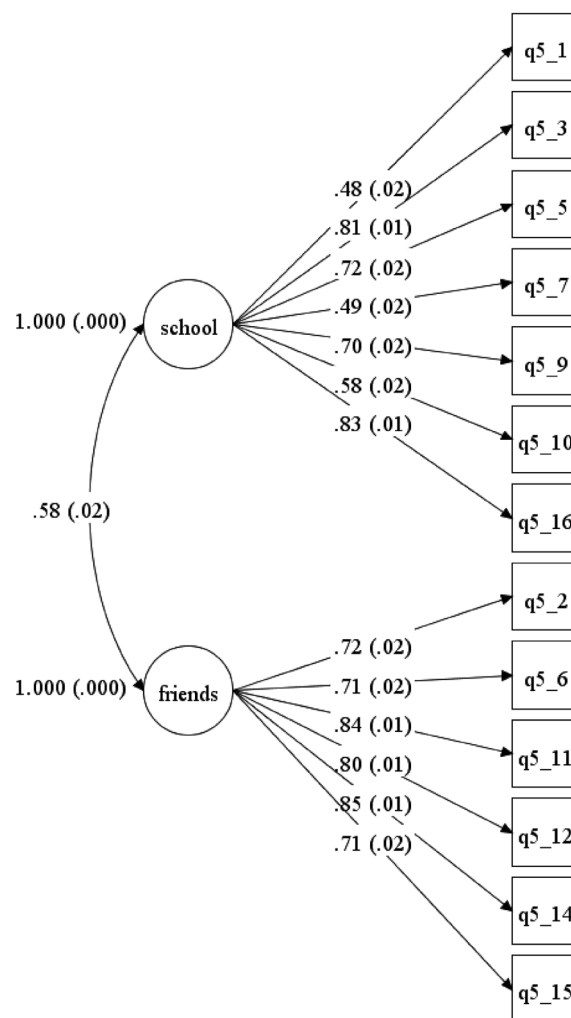 q5_1
q5_3
q5_5
q5_7
q5_9
q5_10
q5_16
.48 (.02)
.81 (.01)
.72 (.02)
.49 (.02)
.70 (.02)
.58 (.02)
.83 (.01)
1.000 (.000)
school
.58 (.02)
q5_2
q5_6
q5_11
q5_12
q5_14
q5_15
.72 (.02)
.71 (.02)
.84 (.01)
.80 (.01)
.85 (.01)
.71 (.02)
1.000 (.000)
friends